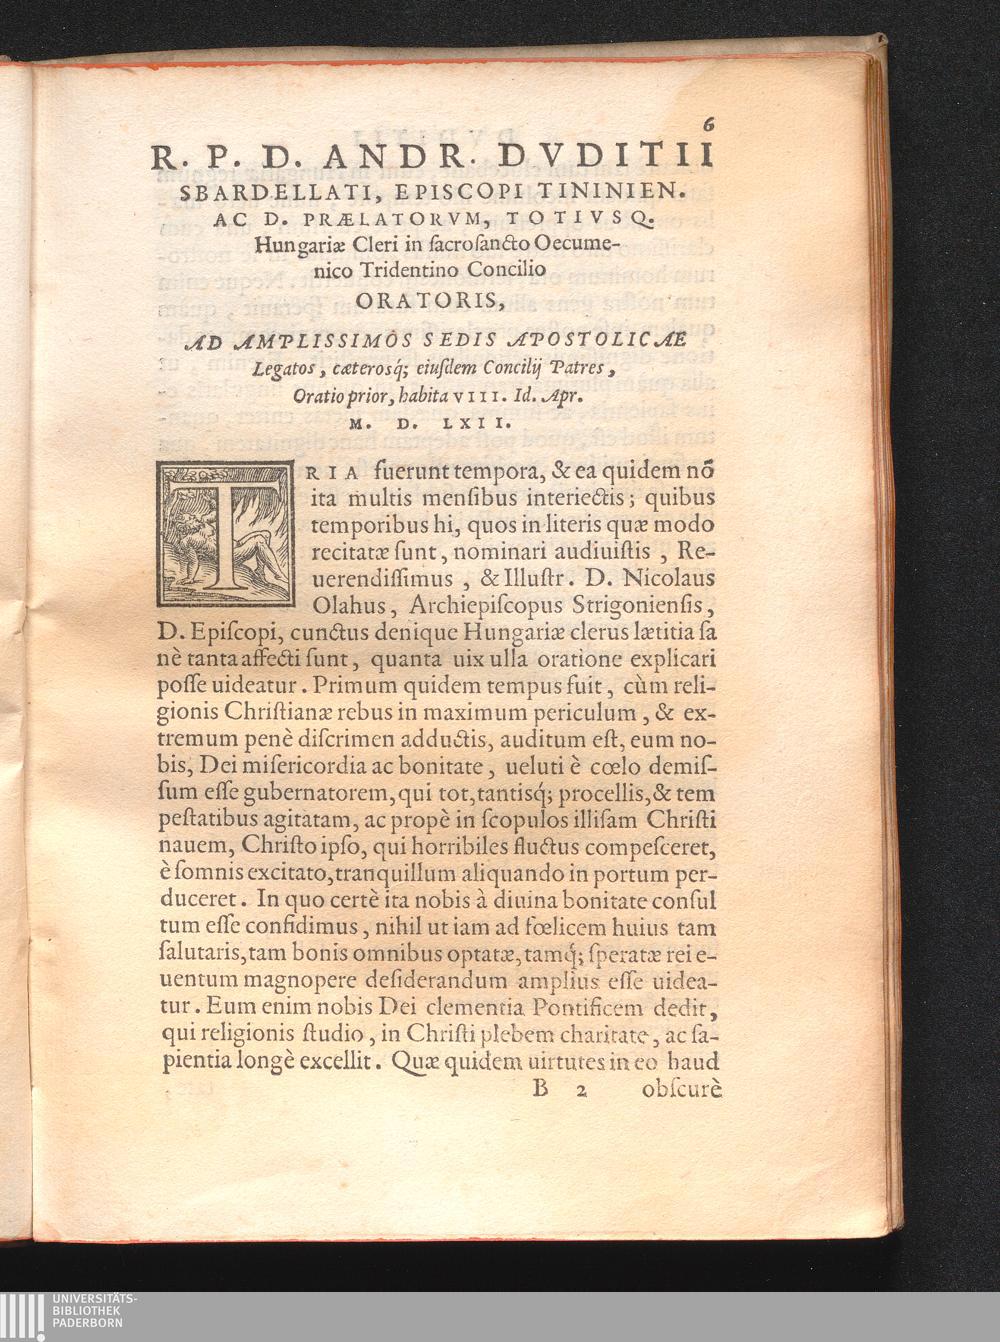 6
R. P. D. ANDR. DVDITII
SBARDELLATI, EPISCOPI TININIEN.
AC D. PRÆLATORVM, TOTIVSQ.
Hungariæ Cleri in sacrosancto Oecume-
nico Tridentino Concilio
ORATORIS,
AD AMPLISSIMOS SEDIS APOSTOLICAE
Legatos, cæterosq́; eiusdem Concilij Patres,
Oratio prior, habita VIII. Id. Apr.
M. D. LXII.
TRIA fuerunt tempora, & ea quidem nō
ita multis mensibus interiectis; quibus
temporibus hi, quos in literis quæ modo
recitatæ sunt, nominari audiuistis, Re-
uerendissimus, & Illustr. D. Nicolaus
Olahus, Archiepiscopus Strigoniensis,
D. Episcopi, cunctus denique Hungariæ clerus lætitia sa
nè tanta affecti sunt, quanta uix ulla oratione explicari
posse uideatur. Primum quidem tempus fuit, cùm reli-
gionis Christianæ rebus in maximum periculum, & ex-
tremum penè discrimen adductis, auditum est, eum no-
bis, Dei misericordia ac bonitate, ueluti è cœlo demis-
sum esse gubernatorem, qui tot, tantisq́; procellis, & tem
pestatibus agitatam, ac propè in scopulos illisam Christi
nauem, Christo ipso, qui horribiles fluctus compesceret,
è somnis excitato, tranquillum aliquando in portum per-
duceret. In quo certè ita nobis à diuina bonitate consul
tum esse confidimus, nihil ut iam ad fœlicem huius tam
salutaris, tam bonis omnibus optatæ, tamq́; speratæ rei e-
uentum magnopere desiderandum amplius esse uidea-
tur. Eum enim nobis Dei clementia Pontificem dedit,
qui religionis studio, in Christi plebem charitate, ac sa-
pientia longè excellit. Quæ quidem uirtutes in eo haud
B 2 obscurè
UNIVERSITÄTS-
BIBLIOTHEK
PADERBORN